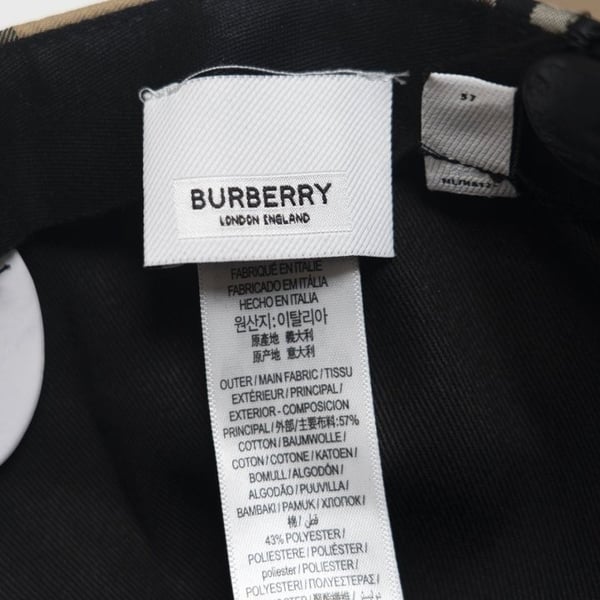 BURBERRY
LONDON ENGLAND
57
FABRIQUÉ EN ITALIE
FABRICADO EM ITÁLIA
HECHO EN ITALIA
원산지:이탈리아
原產地 義大利
原产地 意大利
OUTER / MAIN FABRIC / TISSU
EXTÉRIEUR / PRINCIPAL /
EXTERIOR - COMPOSICION
PRINCIPAL / 外部/主要布料:57%
COTTON / BAUMWOLLE /
COTON / COTONE / KATOEN /
BOMULL / ALGODÓN /
ALGODÃO / PUUVILLA /
BAMBAKI / PAMUK / ХЛОПОК /
棉 / قطن /
43% POLYESTER /
POLIESTERE / POLIÉSTER /
poliester / POLIESTER /
POLYESTERI / ΠΟΛΥΕΣΤΕΡΑΣ /